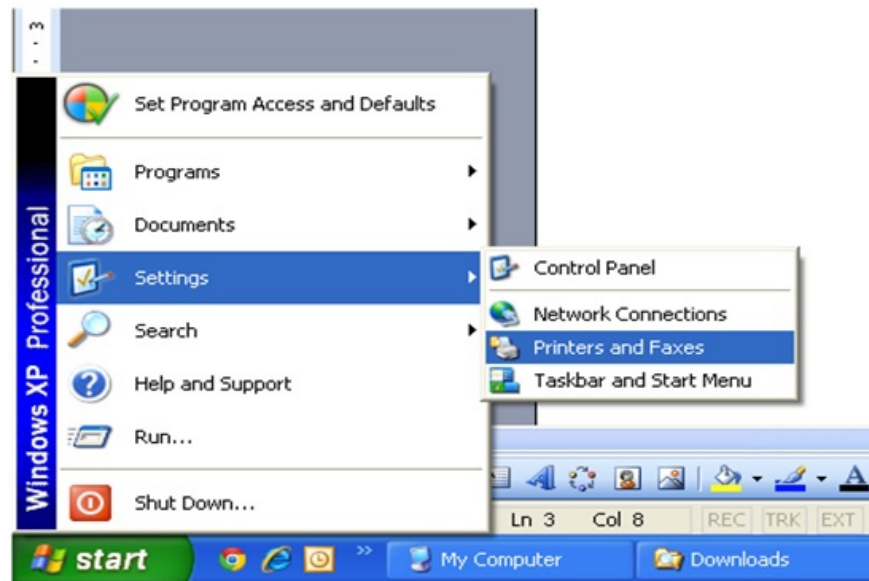 3
Set Program Access and Defaults
Programs
Documents
Settings
Search
Help and Support
Run...
Shut Down...
Windows XP Professional
Control Panel
Network Connections
Printers and Faxes
Taskbar and Start Menu
A
Ln 3 Col 8 REC TRK EXT
start
»
My Computer
Downloads